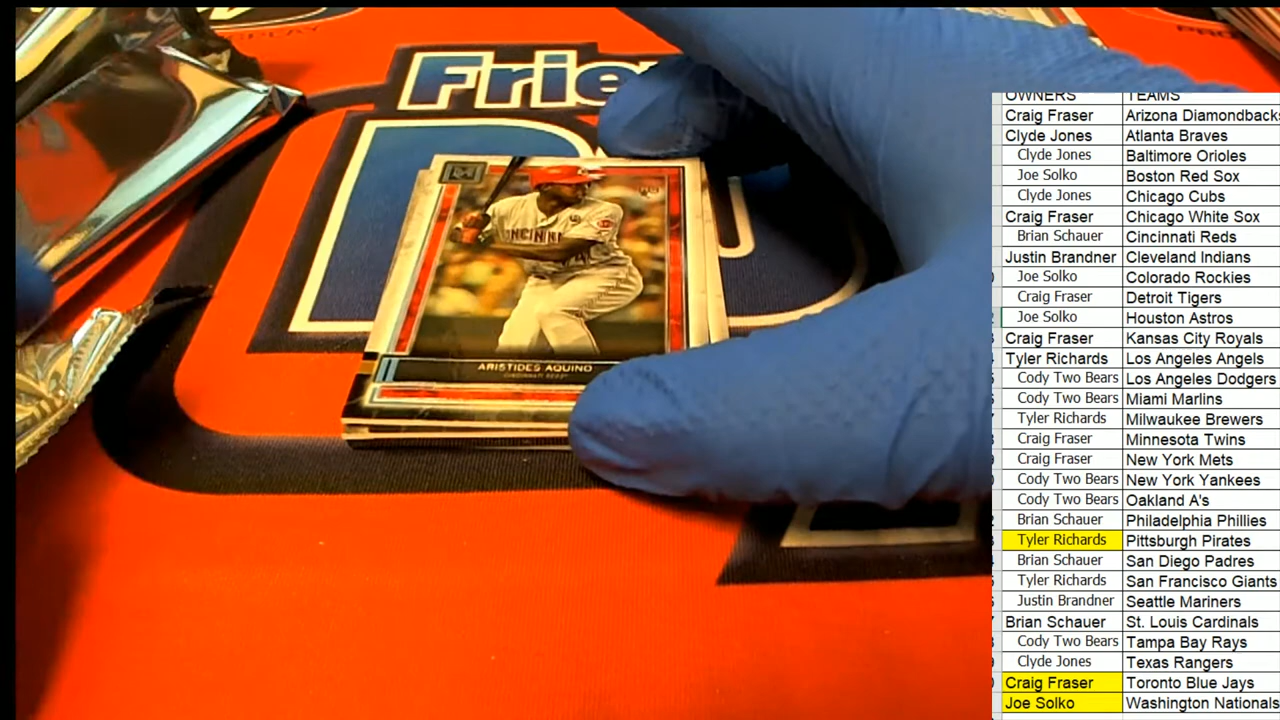 PLAY
PRO
Frie
CINCINN
RC
ARISTIDES AQUINO
CINCINNATI REDS
OWNERS TEAMS
Craig Fraser Arizona Diamondbacks
Clyde Jones Atlanta Braves
Clyde Jones Baltimore Orioles
Joe Solko Boston Red Sox
Clyde Jones Chicago Cubs
Craig Fraser Chicago White Sox
Brian Schauer Cincinnati Reds
Justin Brandner Cleveland Indians
Joe Solko Colorado Rockies
Craig Fraser Detroit Tigers
Joe Solko Houston Astros
Craig Fraser Kansas City Royals
Tyler Richards Los Angeles Angels
Cody Two Bears Los Angeles Dodgers
Cody Two Bears Miami Marlins
Tyler Richards Milwaukee Brewers
Craig Fraser Minnesota Twins
Craig Fraser New York Mets
Cody Two Bears New York Yankees
Cody Two Bears Oakland A's
Brian Schauer Philadelphia Phillies
Tyler Richards Pittsburgh Pirates
Brian Schauer San Diego Padres
Tyler Richards San Francisco Giants
Justin Brandner Seattle Mariners
Brian Schauer St. Louis Cardinals
Cody Two Bears Tampa Bay Rays
Clyde Jones Texas Rangers
Craig Fraser Toronto Blue Jays
Joe Solko Washington Nationals